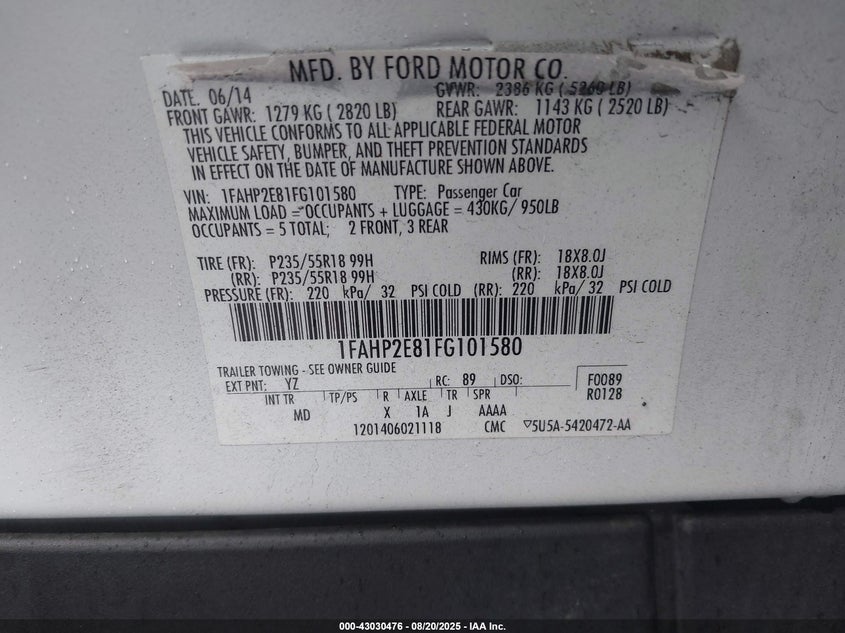 MFD. BY FORD MOTOR CO.
DATE: 06/14 GVWR: 2386 KG ( 5260 LB)
FRONT GAWR: 1279 KG ( 2820 LB) REAR GAWR: 1143 KG ( 2520 LB)
THIS VEHICLE CONFORMS TO ALL APPLICABLE FEDERAL MOTOR
VEHICLE SAFETY, BUMPER, AND THEFT PREVENTION STANDARDS
IN EFFECT ON THE DATE OF MANUFACTURE SHOWN ABOVE.
VIN: 1FAHP2E81FG101580 TYPE: Passenger Car
MAXIMUM LOAD = OCCUPANTS + LUGGAGE = 430KG/ 950LB
OCCUPANTS = 5 TOTAL; 2 FRONT, 3 REAR
TIRE (FR): P235/55R18 99H RIMS (FR): 18X8.0J
(RR): P235/55R18 99H (RR): 18X8.0J
PRESSURE (FR): 220 kPa/ 32 PSI COLD (RR): 220 kPa/ 32 PSI COLD
1FAHP2E81FG101580
TRAILER TOWING - SEE OWNER GUIDE
EXT PNT: YZ RC: 89 DSO: F0089
INT TR TP/PS R AXLE TR SPR R0128
MD X 1A J AAAA
1201406021118 CMC ▽5U5A-5420472-AA
000-43030476 - 08/20/2025 - IAA Inc.